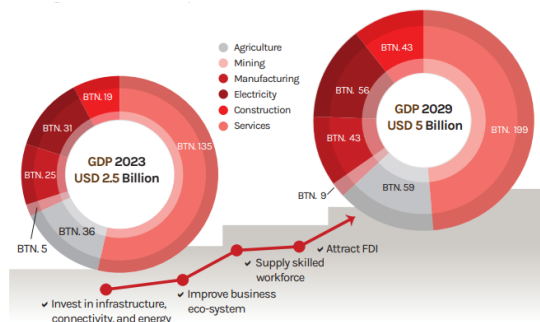 Agriculture
Mining
Manufacturing
Electricity
Construction
Services
BTN. 19
BTN. 31
BTN. 25
BTN. 5
BTN. 36
BTN. 135
GDP 2023
USD 2.5 Billion
BTN. 43
BTN. 56
BTN. 43
BTN. 9
BTN. 59
BTN. 199
GDP 2029
USD 5 Billion
✓ Invest in infrastructure,
connectivity, and energy
✓ Improve business
eco-system
✓ Supply skilled
workforce
✓ Attract FDI